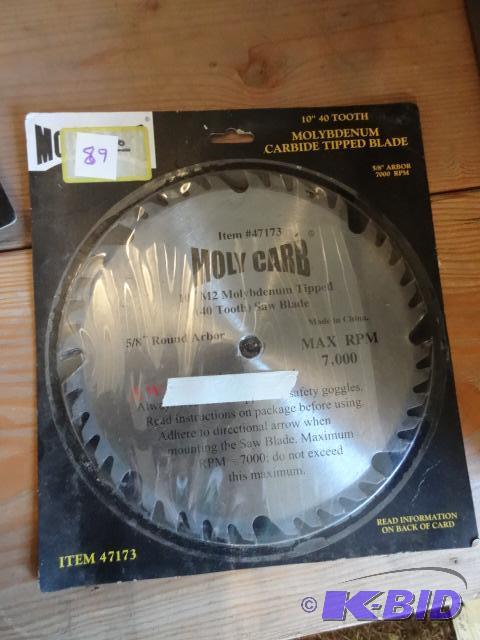 10" 40 TOOTH
MOLYBDENUM
CARBIDE TIPPED BLADE
5/8" ARBOR
7000 RPM
89
Item #47173
MOLY CARB ®
10" M2 Molybdenum Tipped
(40 Tooth) Saw Blade
Made in China.
5/8" Round Arbor
MAX RPM
7,000
safety goggles.
Read instructions on package before using.
Adhere to directional arrow when
mounting the Saw Blade. Maximum
RPM - 7000; do not exceed
this maximum.
READ INFORMATION
ON BACK OF CARD
ITEM 47173
© K-BID